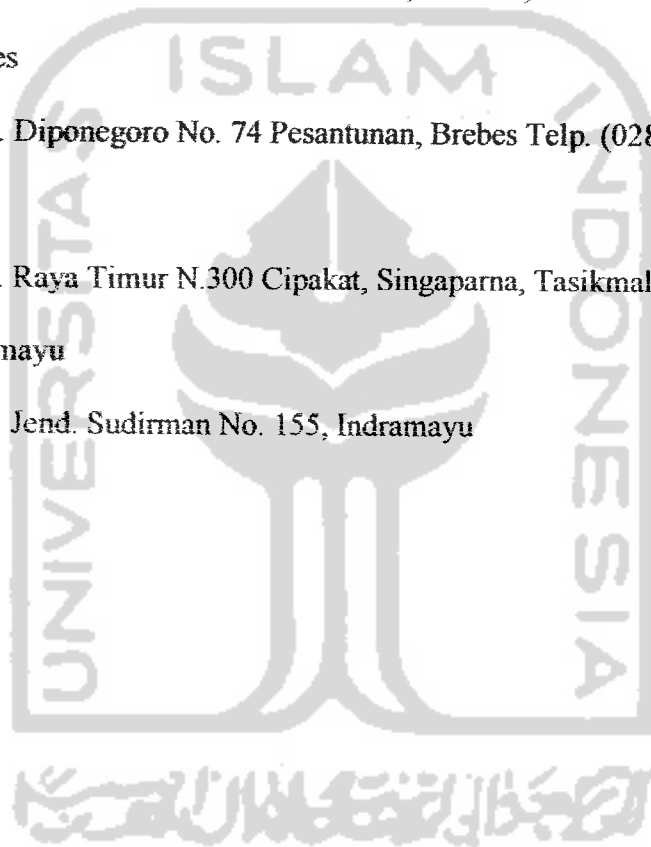 es
. Diponegoro No. 74 Pesantunan, Brebes Telp. (028
. Raya Timur N.300 Cipakat, Singaparna, Tasikmal
mayu
Jend. Sudirman No. 155, Indramayu
UNIVERSITAS
ISLAM
INDONESIA